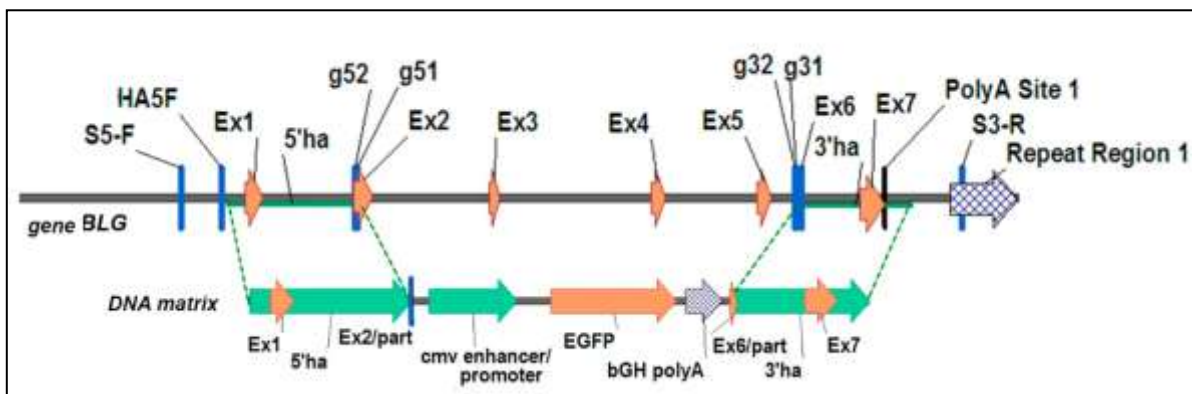 g52
g51
g32
g31
HA5F
Ex2
Ex6
PolyA Site 1
S5-F
Ex1
5'ha
Ex3
Ex4
Ex5
3'ha
Ex7
S3-R
Repeat Region 1
gene BLG
DNA matrix
Ex1
5'ha
Ex2/part
cmv enhancer/
promoter
EGFP
bGH polyA
Ex6/part
3'ha
Ex7